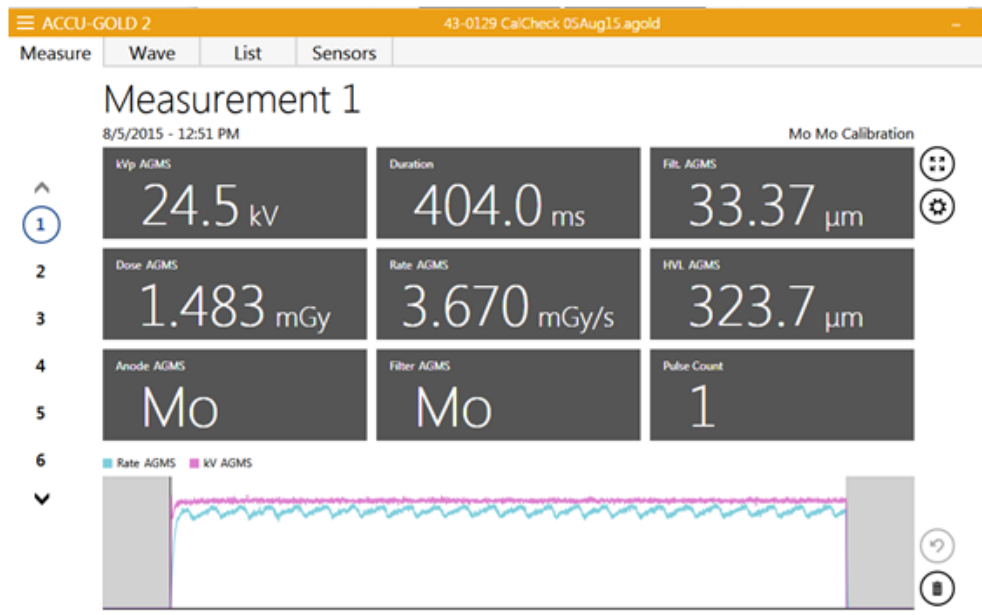 ACCU-GOLD 2 43-0129 CalCheck 05Aug15.agold
Measure Wave List Sensors
Measurement 1
8/5/2015 - 12:51 PM Mo Mo Calibration
kVp AGMS Duration Filt. AGMS
24.5 kV 404.0 ms 33.37 µm
Dose AGMS Rate AGMS HVL AGMS
1.483 mGy 3.670 mGy/s 323.7 µm
Anode AGMS Filter AGMS Pulse Count
Mo Mo 1
1
2
3
4
5
6
Rate AGMS kV AGMS